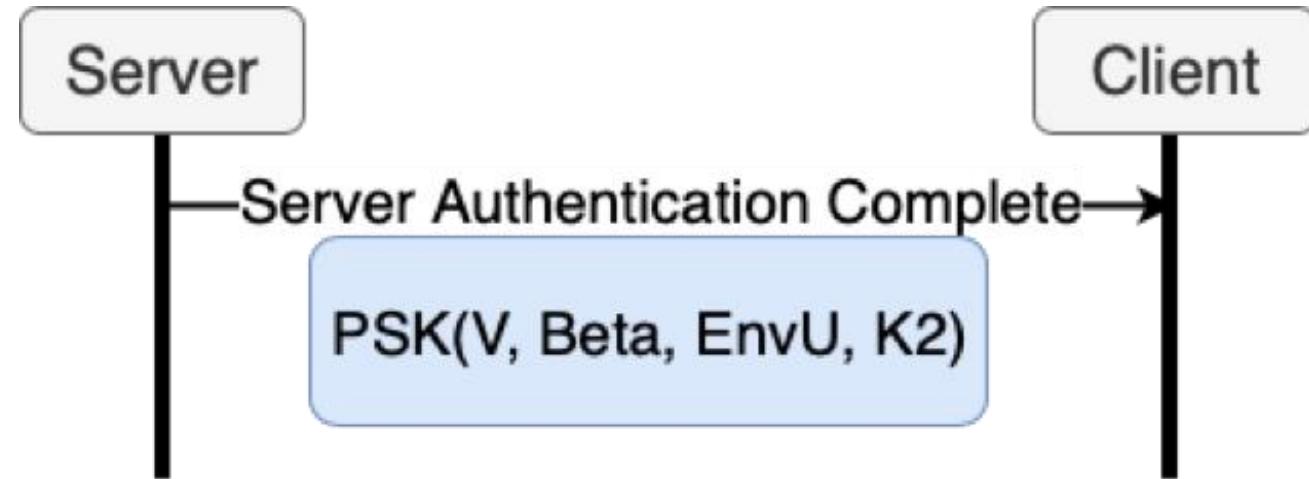 Server
Client
Server Authentication Complete
PSK(V, Beta, EnvU, K2)